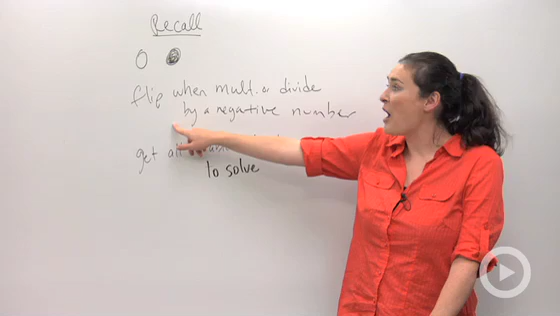 Recall
flip when mult. or divide
by a negative number
get all
to solve